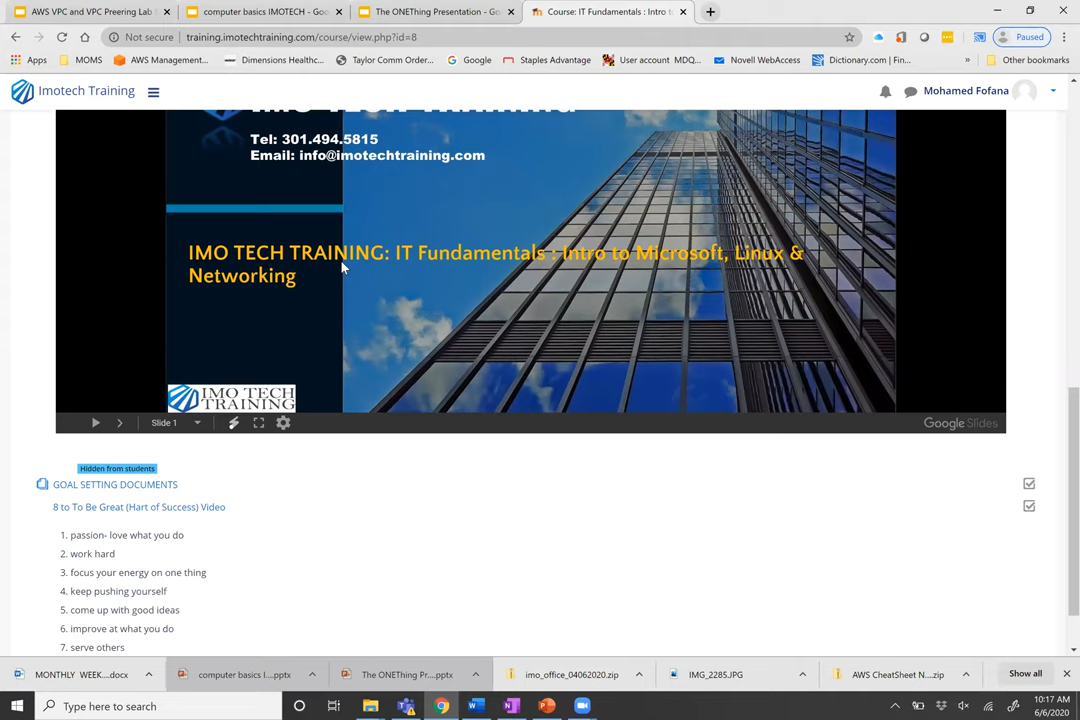 AWS VPC and VPC Preering Lab
computer basics IMOTECH - Goo
The ONEThing Presentation - Go
Course: IT Fundamentals : Intro t
Not secure | training.imotechtraining.com/course/view.php?id=8
Paused
Apps
MOMS
AWS Management...
Dimensions Healthc...
Taylor Comm Order...
Google
Staples Advantage
User account MDQ...
Novell WebAccess
Dictionary.com | Fin...
»
Other bookmarks
Imotech Training
Mohamed Fofana
Tel: 301.494.5815
Email: info@imotechtraining.com
IMO TECH TRAINING: IT Fundamentals : Intro to Microsoft, Linux &
Networking
IMO TECH
TRAINING
Slide 1
Google Slides
Hidden from students
GOAL SETTING DOCUMENTS
8 to To Be Great (Hart of Success) Video
1. passion- love what you do
2. work hard
3. focus your energy on one thing
4. keep pushing yourself
5. come up with good ideas
6. improve at what you do
7. serve others
MONTHLY WEEK....docx
computer basics I....pptx
The ONEThing Pr....pptx
imo_office_04062020.zip
IMG_2285.JPG
AWS CheatSheet N....zip
Show all
Type here to search
10:17 AM
6/6/2020